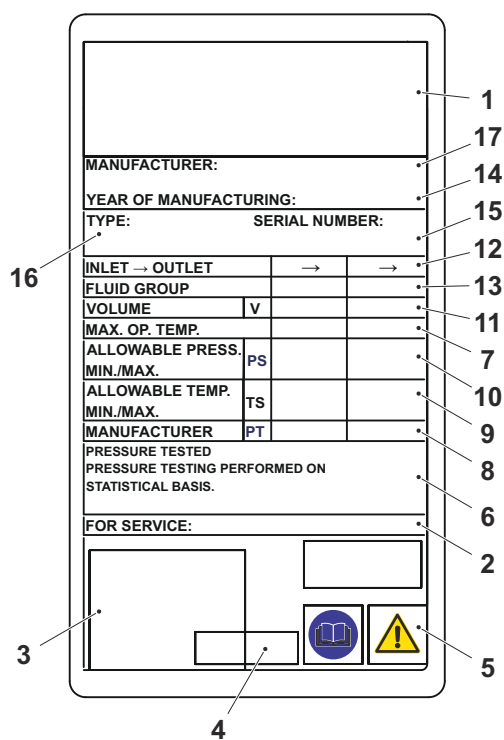 1
MANUFACTURER:
17
YEAR OF MANUFACTURING:
14
TYPE: SERIAL NUMBER:
15
16
INLET → OUTLET → →
12
FLUID GROUP
13
VOLUME V
11
MAX. OP. TEMP.
7
ALLOWABLE PRESS.
MIN./MAX.
PS
10
ALLOWABLE TEMP.
MIN./MAX.
TS
9
MANUFACTURER PT
8
PRESSURE TESTED
PRESSURE TESTING PERFORMED ON
STATISTICAL BASIS.
6
FOR SERVICE:
2
3
4
5